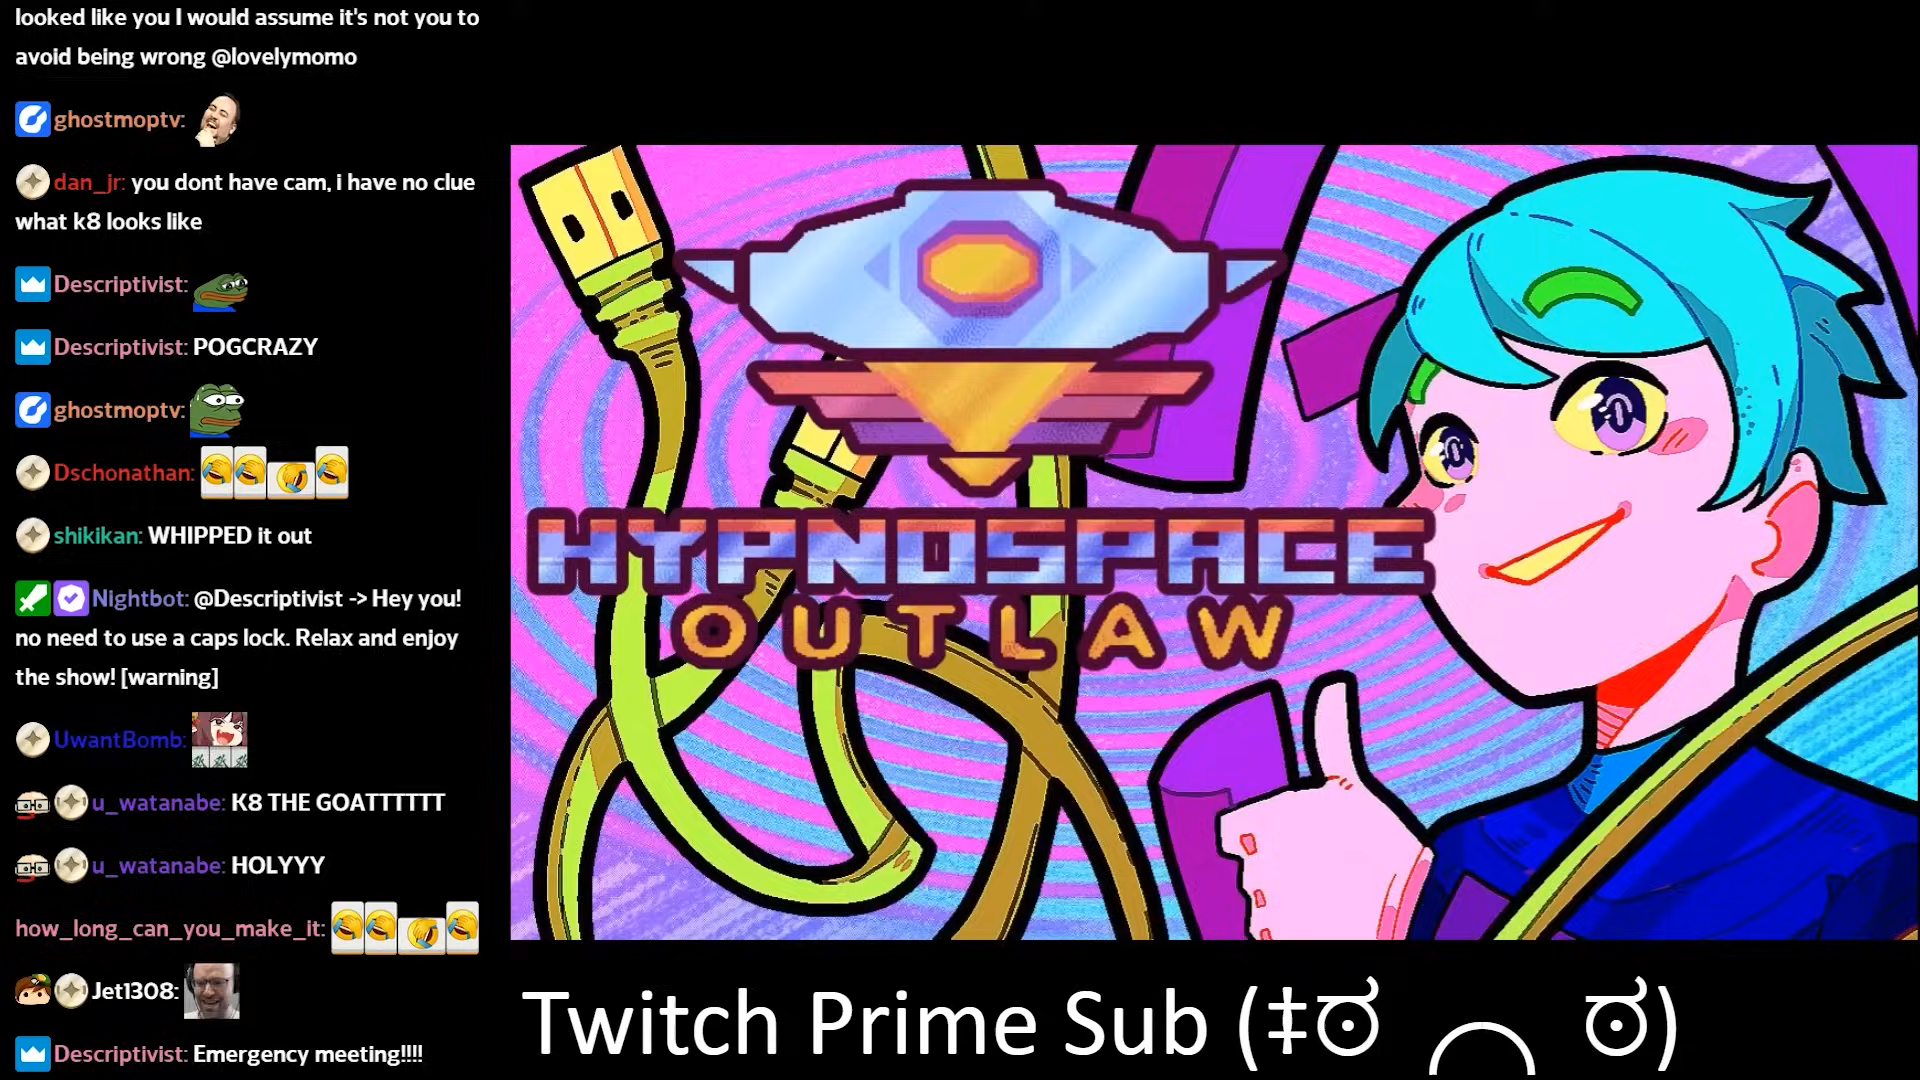 looked like you I would assume it's not you to
avoid being wrong @lovelymomo
ghostmoptv:
dan_jr: you dont have cam, i have no clue
what k8 looks like
Descriptivist:
Descriptivist: POGCRAZY
ghostmoptv:
Dschonathan:
shikikan: WHIPPED it out
Nightbot: @Descriptivist -> Hey you!
no need to use a caps lock. Relax and enjoy
the show! [warning]
UwantBomb:
u_watanabe: K8 THE GOATTTTTT
u_watanabe: HOLYYY
how_long_can_you_make_it:
Jet1308:
Descriptivist: Emergency meeting!!!!
HYPNOSPACE
OUTLAW
Twitch Prime Sub (‡ಠ ͜ ಠ)